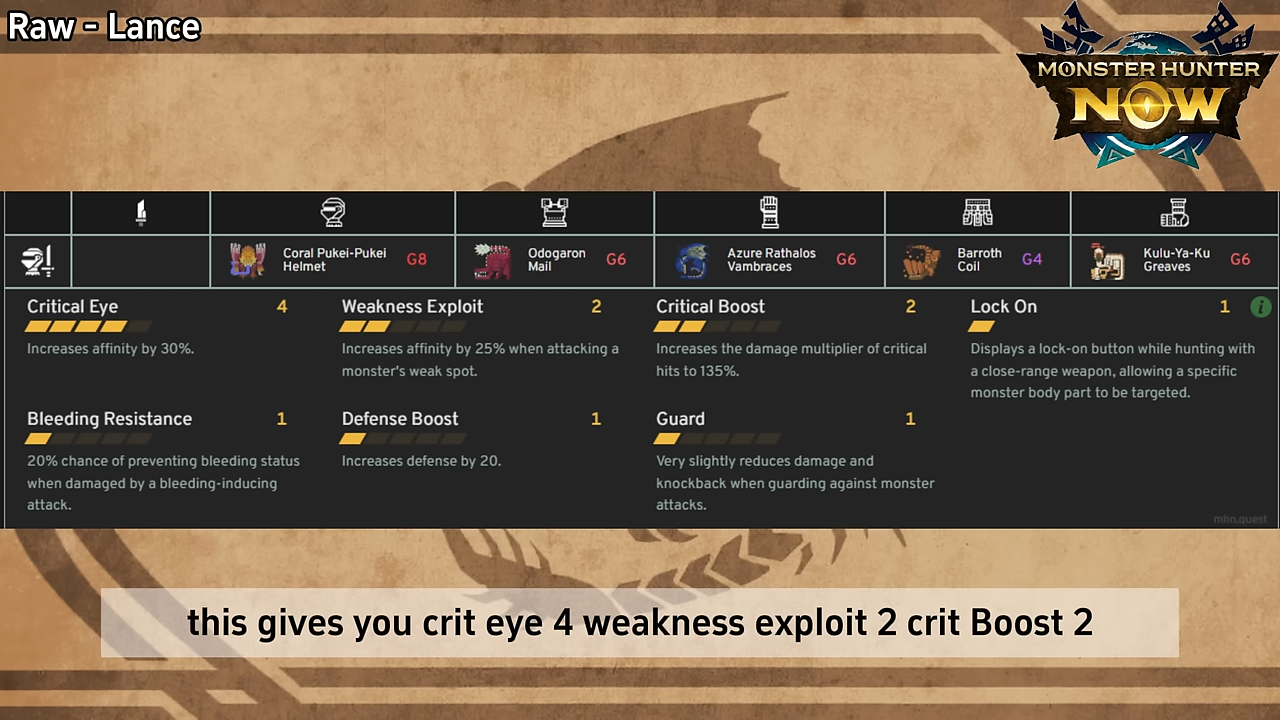 Raw - Lance
MONSTER HUNTER
NOW
Coral Pukei-Pukei
Helmet
G8
Odogaron
Mail
G6
Azure Rathalos
Vambraces
G6
Barroth
Coil
G4
Kulu-Ya-Ku
Greaves
G6
Critical Eye 4
Increases affinity by 30%.
Weakness Exploit 2
Increases affinity by 25% when attacking a
monster's weak spot.
Critical Boost 2
Increases the damage multiplier of critical
hits to 135%.
Lock On 1
i
Displays a lock-on button while hunting with
a close-range weapon, allowing a specific
monster body part to be targeted.
Bleeding Resistance 1
20% chance of preventing bleeding status
when damaged by a bleeding-inducing
attack.
Defense Boost 1
Increases defense by 20.
Guard 1
Very slightly reduces damage and
knockback when guarding against monster
attacks.
mhn.quest
this gives you crit eye 4 weakness exploit 2 crit Boost 2